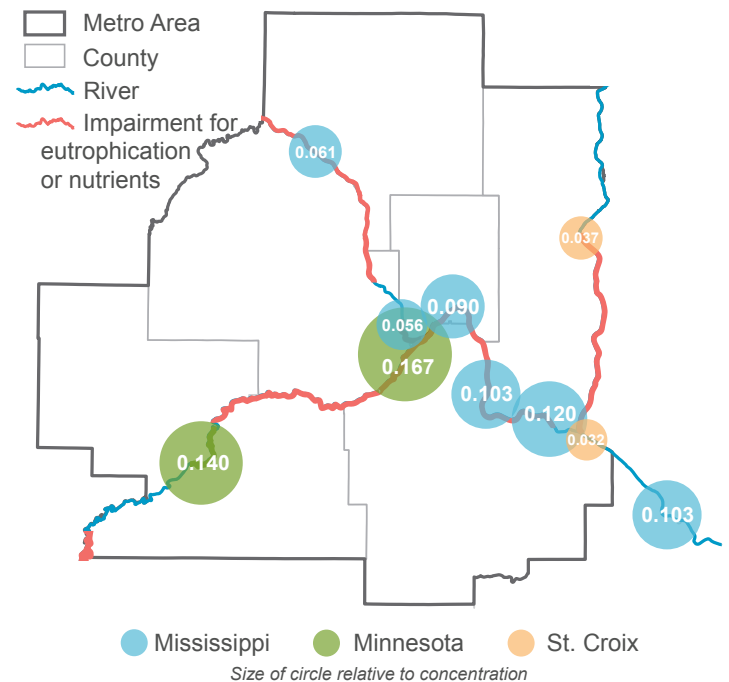 Metro Area
County
River
Impairment for
eutrophication
or nutrients
0.061
0.037
0.090
0.056
0.167
0.103
0.120
0.032
0.140
0.103
Mississippi Minnesota St. Croix
Size of circle relative to concentration